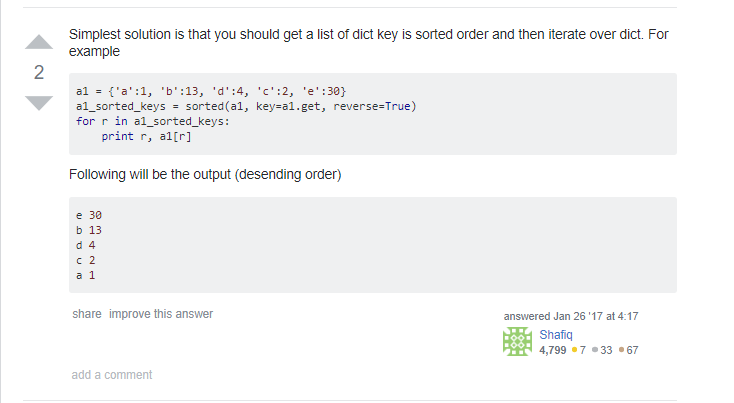 Simplest solution is that you should get a list of dict key is sorted order and then iterate over dict. For
example
2
a1 = {'a':1, 'b':13, 'd':4, 'c':2, 'e':30}
a1_sorted_keys = sorted(a1, key=a1.get, reverse=True)
for r in a1_sorted_keys:
    print r, a1[r]
Following will be the output (desending order)
e 30
b 13
d 4
c 2
a 1
share improve this answer
answered Jan 26 '17 at 4:17
Shafiq
4,799 7 33 67
add a comment